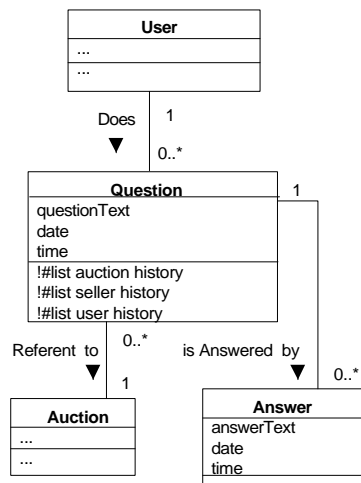 User
...
...
Does
1
0..*
Question
1
questionText
date
time
!#list auction history
!#list seller history
!#list user history
Referent to
0..*
is Answered by
1
0..*
Auction
...
...
Answer
answerText
date
time